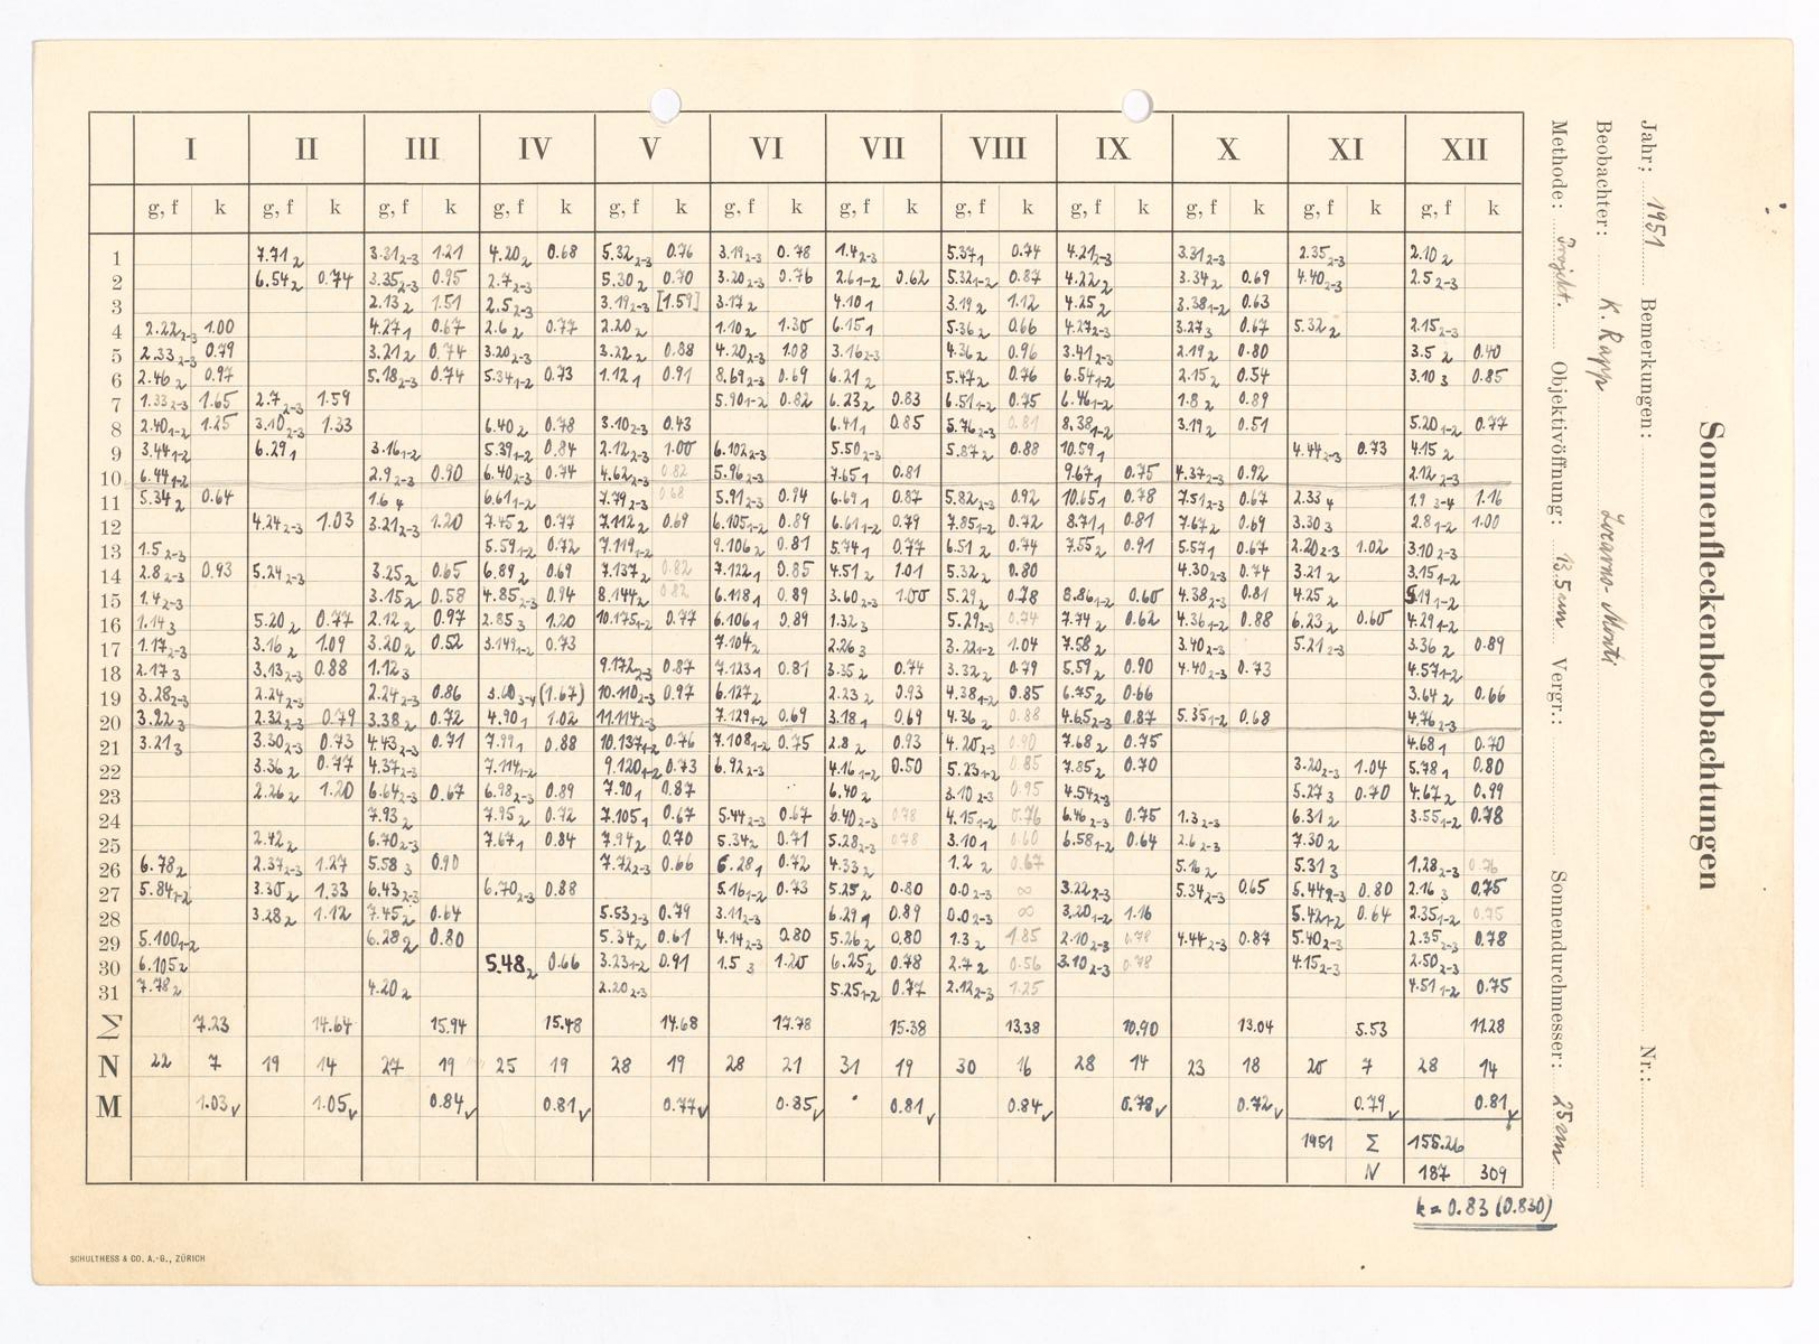 Sonnenfleckenbeobachtungen
Jahr: 1951 Bemerkungen: Nr.:
Beobachter: K. Rapp Locarno-Monti
Methode: Projekt. Objektivöffnung: 13.5 cm Vergr.: Sonnendurchmesser: 25 cm
I II III IV V VI VII VIII IX X XI XII
g, f k g, f k g, f k g, f k g, f k g, f k g, f k g, f k g, f k g, f k g, f k g, f k
1 7.71 2 3.31 2-3 1.21 4.20 2 0.68 5.32 2-3 0.76 3.19 2-3 0.78 1.4 2-3 5.37 1 0.74 4.21 2-3 3.31 2-3 2.35 2-3 2.10 2
2 6.54 2 0.74 3.35 2-3 0.95 2.7 2-3 5.30 2 0.70 3.20 2-3 0.76 2.6 1-2 0.62 5.32 1-2 0.87 4.22 2 3.34 2 0.69 4.40 2-3 2.5 2-3
3 2.13 2 1.51 2.5 2-3 3.19 2-3 [1.59] 3.17 2 4.10 1 3.19 2 1.12 4.25 2 3.38 1-2 0.63
4 2.22 2-3 1.00 4.27 1 0.67 2.6 2 0.77 2.20 2 1.10 2 1.30 6.15 1 5.36 2 0.66 4.27 2-3 3.27 3 0.67 5.32 2 2.15 2-3
5 2.33 2-3 0.79 3.21 2 0.74 3.20 2-3 3.22 2 0.88 4.20 2-3 1.08 3.16 2-3 4.36 2 0.96 3.41 2-3 2.19 2 0.80 3.5 2 0.40
6 2.46 2 0.97 5.18 2-3 0.74 5.34 1-2 0.73 1.12 1 0.91 8.69 2-3 0.69 6.21 2 5.47 2 0.76 6.54 1-2 2.15 2 0.54 3.10 3 0.85
7 1.33 2-3 1.65 2.7 2-3 1.59 5.90 1-2 0.82 6.23 2 0.83 6.51 1-2 0.75 6.46 1-2 1.8 2 0.89
8 2.40 1-2 1.25 3.10 2-3 1.33 6.40 2 0.78 3.10 2-3 0.43 6.41 1 0.85 5.76 2-3 0.81 8.38 1-2 3.19 2 0.51 5.20 1-2 0.77
9 3.44 1-2 6.29 1 3.16 1-2 5.39 1-2 0.84 2.12 2-3 1.00 6.102 2-3 5.50 2-3 5.87 2 0.88 10.59 1 4.44 2-3 0.73 4.15 2
10 6.44 1-2 2.9 2-3 0.90 6.40 2-3 0.74 4.62 2-3 0.82 5.96 2-3 7.65 1 0.81 9.67 1 0.75 4.37 2-3 0.92 2.12 2-3
11 5.34 2 0.64 1.6 4 6.61 1-2 7.79 2-3 0.68 5.91 2-3 0.94 6.69 1 0.87 5.82 2-3 0.92 10.65 1 0.78 7.51 2-3 0.67 2.33 4 1.9 3-4 1.16
12 4.24 2-3 1.03 3.21 2-3 1.20 7.45 2 0.77 7.112 2 0.69 6.105 1-2 0.89 6.61 1-2 0.79 7.85 1-2 0.72 8.71 1 0.81 7.67 2 0.69 3.30 3 2.8 1-2 1.00
13 1.5 2-3 5.59 1-2 0.72 7.119 1-2 9.106 2 0.81 5.74 1 0.77 6.51 2 0.74 7.55 2 0.91 5.57 1 0.67 2.20 2-3 1.02 3.10 2-3
14 2.8 2-3 0.93 5.24 2-3 3.25 2 0.65 6.89 2 0.69 7.137 2 0.82 7.122 1 0.85 4.51 2 1.01 5.32 2 0.80 4.30 2-3 0.74 3.21 2 3.15 1-2
15 1.4 2-3 3.15 2 0.58 4.85 2-3 0.94 8.144 2 0.82 6.118 1 0.89 3.60 2-3 1.00 5.29 2 0.78 8.86 1-2 0.60 4.38 2-3 0.81 4.25 2 5.19 1-2
16 1.14 3 5.20 2 0.77 2.12 2 0.97 2.85 3 1.20 10.175 1-2 0.77 6.106 1 0.89 1.32 3 5.29 2-3 0.74 7.74 2 0.62 4.36 1-2 0.88 6.23 2 0.60 4.29 1-2
17 1.17 2-3 3.16 2 1.09 3.20 2 0.52 3.149 1-2 0.73 7.104 2 2.26 3 3.22 1-2 1.04 7.58 2 3.40 2-3 5.21 2-3 3.36 2 0.89
18 2.17 3 3.13 2-3 0.88 1.12 3 9.172 2-3 0.87 7.123 1 0.81 3.35 2 0.74 3.32 2 0.79 5.59 2 0.90 4.40 2-3 0.73 4.57 1-2
19 3.28 2-3 2.24 2-3 2.24 2-3 0.86 3.60 3-4 (1.67) 10.110 2-3 0.97 6.127 2 2.23 2 0.93 4.38 1-2 0.85 6.75 2 0.66 3.64 2 0.66
20 3.22 3 2.32 2-3 0.79 3.38 2 0.72 4.90 1 1.02 11.114 2-3 7.129 1-2 0.69 3.18 1 0.69 4.36 2 0.88 4.65 2-3 0.87 5.35 1-2 0.68 4.76 2-3
21 3.21 3 3.30 2-3 0.73 4.43 2-3 0.71 7.99 1 0.88 10.137 1-2 0.76 7.108 1-2 0.75 2.8 2 0.93 4.20 2-3 0.90 7.68 2 0.75 4.68 1 0.70
22 3.36 2 0.77 4.37 2-3 7.114 1-2 9.120 1-2 0.73 6.92 2-3 4.16 1-2 0.50 5.23 1-2 0.85 7.85 2 0.70 3.20 2-3 1.04 5.78 1 0.80
23 2.26 2 1.20 6.64 2-3 0.67 6.98 2-3 0.89 7.90 1 0.87 6.40 2 3.10 2-3 0.95 4.54 2-3 5.27 3 0.70 4.67 2 0.99
24 7.93 2 7.95 2 0.72 7.105 1 0.67 5.44 2-3 0.67 6.40 2-3 0.78 4.15 1-2 0.76 6.46 2-3 0.75 1.3 2-3 6.31 2 3.55 1-2 0.78
25 2.42 2 6.70 2-3 7.67 1 0.84 7.94 2 0.70 5.34 2 0.71 5.28 2-3 0.78 3.10 1 0.60 6.58 1-2 0.64 2.6 2-3 7.30 2
26 6.78 2 2.37 2-3 1.27 5.58 3 0.90 7.72 2-3 0.66 6.28 1 0.72 4.33 2 1.2 2 0.67 5.16 2 5.31 3 1.28 2-3 0.76
27 5.84 1-2 3.30 2 1.33 6.43 2-3 6.70 2-3 0.88 5.16 1-2 0.73 5.25 2 0.80 0.0 2-3 ∞ 3.22 2-3 5.34 2-3 0.65 5.44 2-3 0.80 2.16 3 0.75
28 3.28 2 1.12 7.45 2 0.64 5.53 2-3 0.79 3.11 2-3 6.29 1 0.89 0.0 2-3 ∞ 3.20 1-2 1.16 5.42 1-2 0.64 2.35 1-2 0.75
29 5.100 1-2 6.28 2 0.80 5.34 2 0.61 4.14 2-3 0.80 5.26 2 0.80 1.3 2 1.85 2.10 2-3 0.78 4.44 2-3 0.87 5.40 2-3 2.35 2-3 0.78
30 6.105 2 5.48 2 0.66 3.23 1-2 0.91 1.5 3 1.20 6.25 2 0.78 2.7 2 0.56 3.10 2-3 0.78 4.15 2-3 2.50 2-3
31 7.78 2 4.20 2 2.20 2-3 5.25 1-2 0.77 2.12 2-3 1.25 4.51 1-2 0.75
Σ 7.23 14.64 15.94 15.48 14.68 17.78 15.38 13.38 10.90 13.04 5.53 11.28
N 22 7 19 14 27 19 25 19 28 19 28 21 31 19 30 16 28 14 23 18 20 7 28 14
M 1.03 ✓ 1.05 ✓ 0.84 ✓ 0.81 ✓ 0.77 ✓ 0.85 ✓ 0.81 ✓ 0.84 ✓ 0.78 ✓ 0.72 ✓ 0.79 ✓ 0.81 ✓
1951 Σ 155.26
N 187 309
k = 0.83 (0.830)
SCHULTHESS & CO. A.-G., ZÜRICH